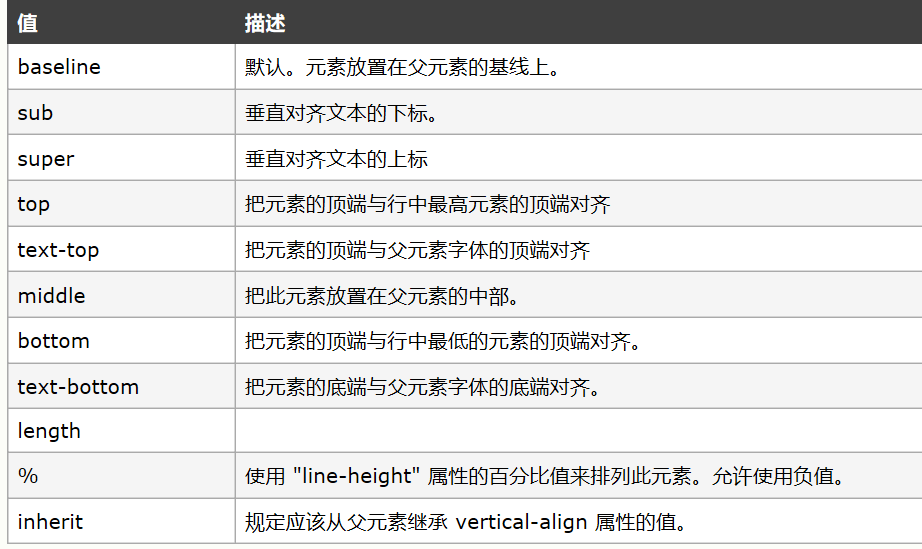 值 描述
baseline 默认。元素放置在父元素的基线上。
sub 垂直对齐文本的下标。
super 垂直对齐文本的上标
top 把元素的顶端与行中最高元素的顶端对齐
text-top 把元素的顶端与父元素字体的顶端对齐
middle 把此元素放置在父元素的中部。
bottom 把元素的顶端与行中最低的元素的顶端对齐。
text-bottom 把元素的底端与父元素字体的底端对齐。
length
% 使用 "line-height" 属性的百分比值来排列此元素。允许使用负值。
inherit 规定应该从父元素继承 vertical-align 属性的值。